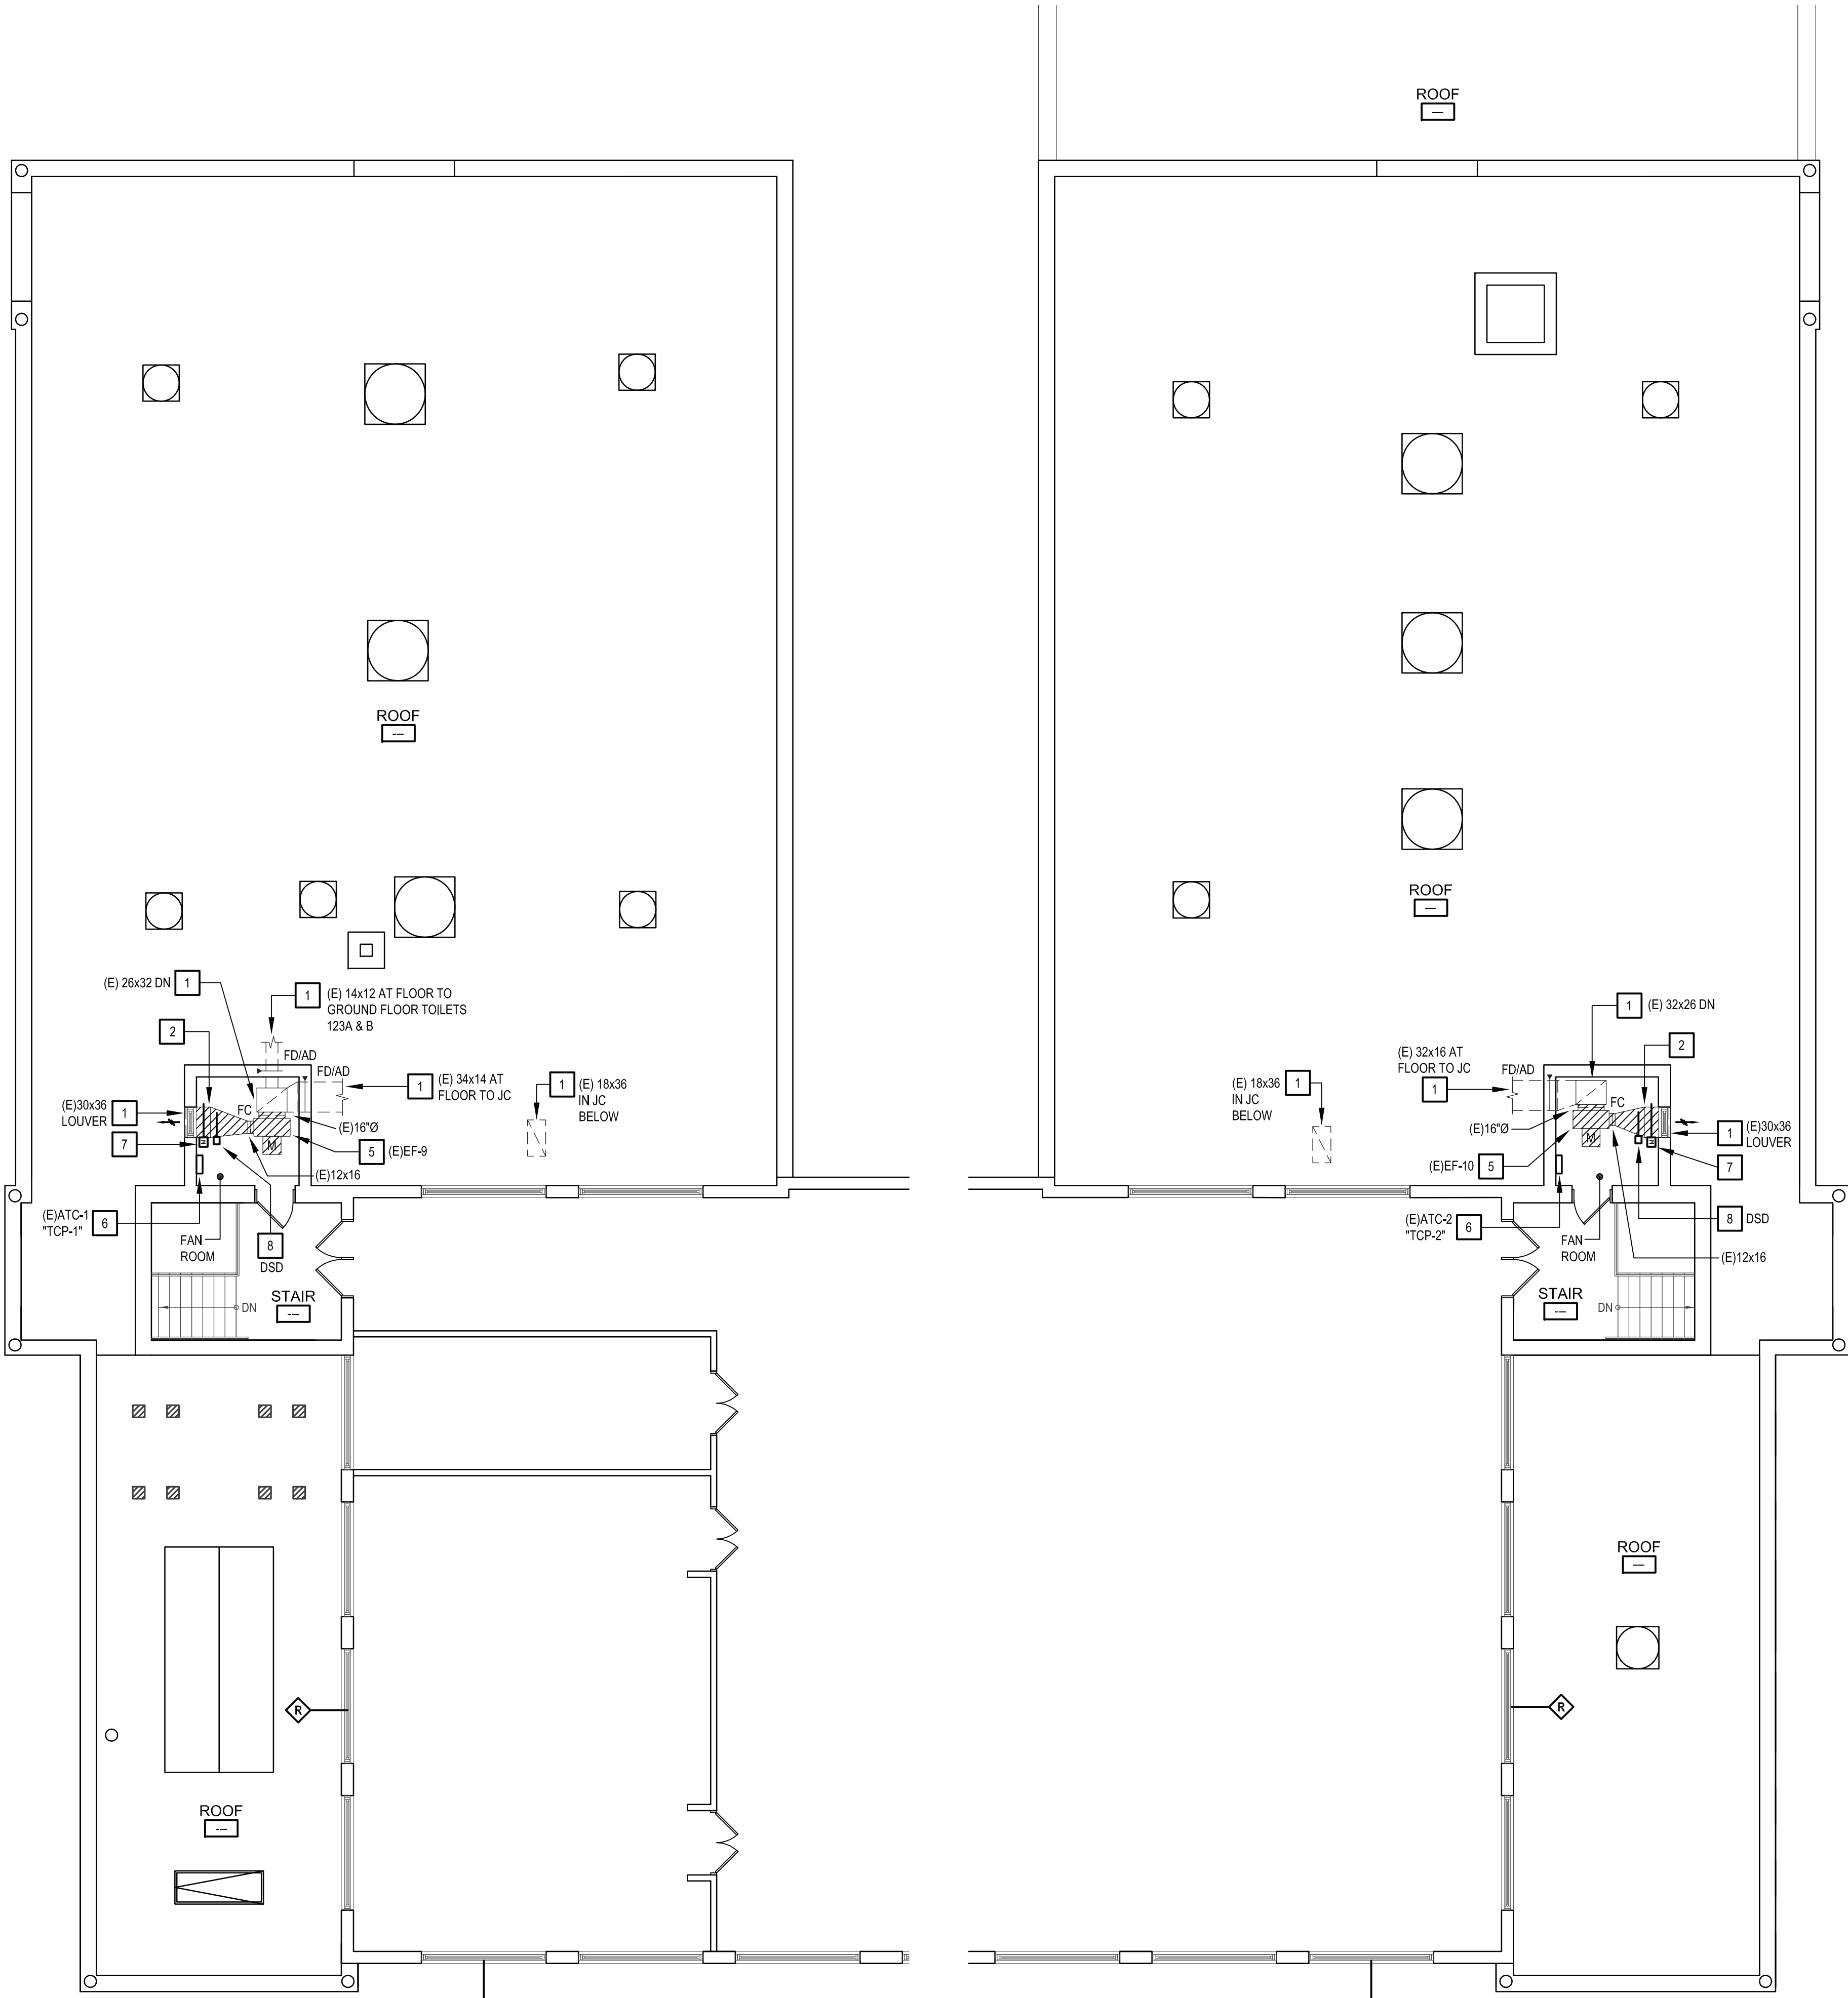 ROOF
---
ROOF
---
(E) 26x32 DN
1
1
(E) 14x12 AT FLOOR TO
GROUND FLOOR TOILETS
123A & B
2
FD/AD
FD/AD
1
(E) 34x14 AT
FLOOR TO JC
1
(E) 18x36
IN JC
BELOW
(E)30x36
LOUVER
1
FC
(E)16"Ø
7
M
5
(E)EF-9
(E)12x16
(E)ATC-1
"TCP-1"
6
FAN
ROOM
8
DSD
STAIR
---
DN
R
ROOF
---
ROOF
---
1
(E) 32x26 DN
2
(E) 32x16 AT
FLOOR TO JC
1
FD/AD
(E) 18x36
IN JC
BELOW
1
FC
(E)16"Ø
M
1
(E)30x36
LOUVER
(E)EF-10
5
7
(E)ATC-2
"TCP-2"
6
8
DSD
FAN
ROOM
(E)12x16
STAIR
---
DN
ROOF
---
R